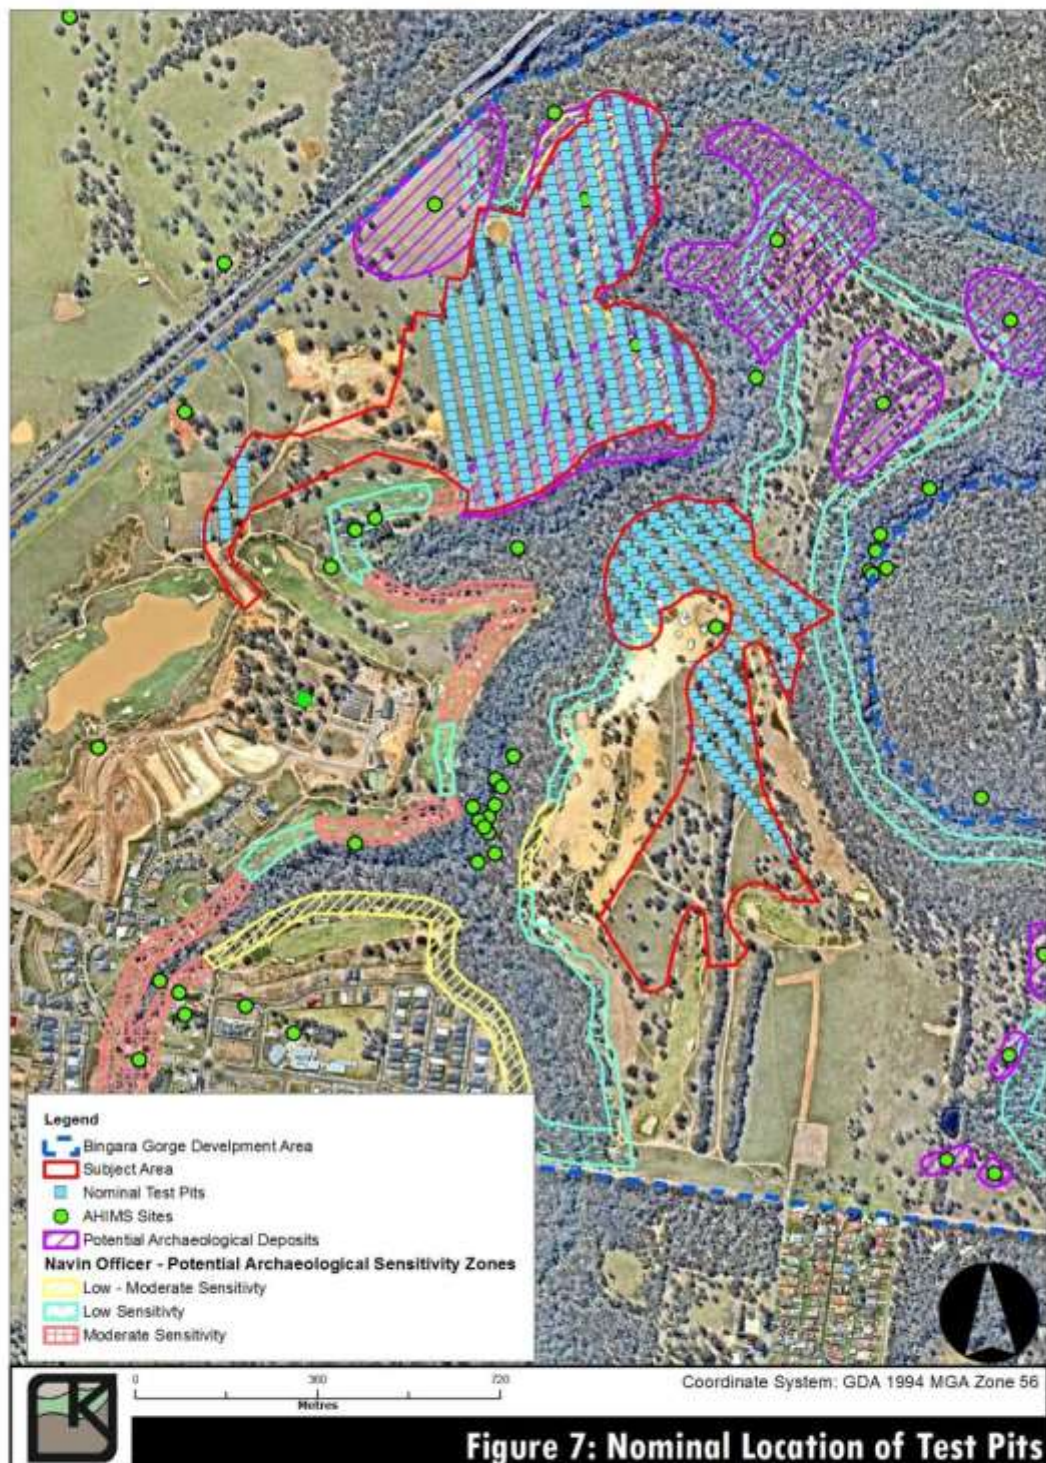 Legend
Bingara Gorge Develpment Area
Subject Area
Nominal Test Pits
AHIMS Sites
Potential Archaeological Deposits
Navin Officer - Potential Archaeological Sensitivity Zones
Low - Moderate Sensitivity
Low Sensitivty
Moderate Sensitivity
0 360 720
Metres
Coordinate System: GDA 1994 MGA Zone 56
K
Figure 7: Nominal Location of Test Pits